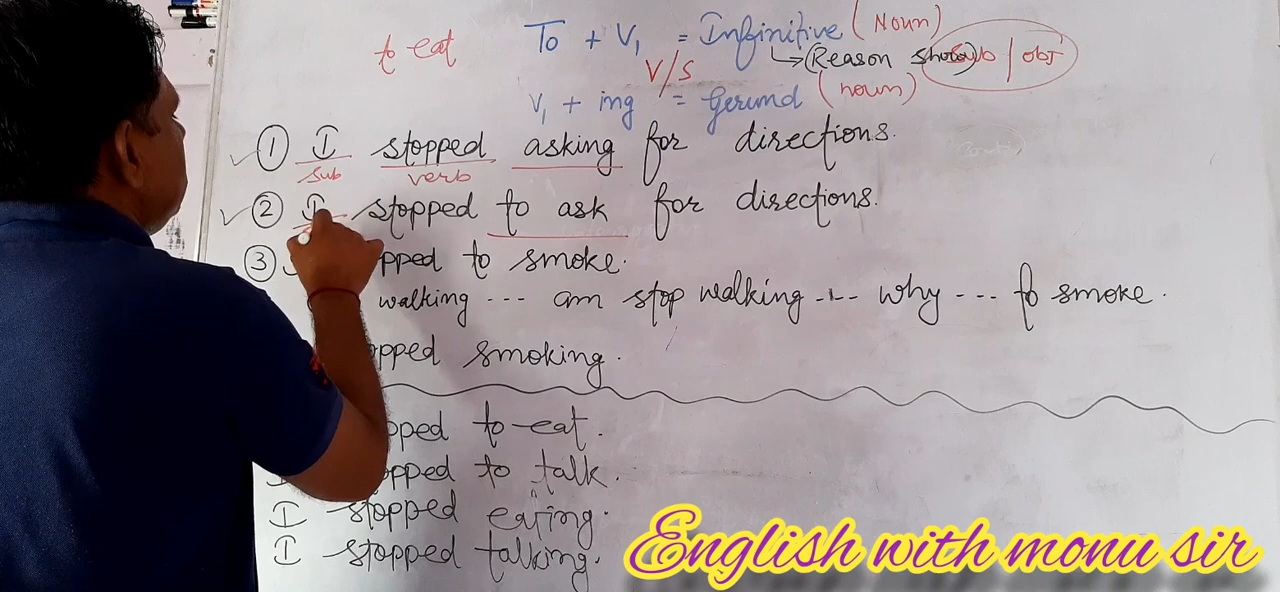 to eat To + V1 = Infinitive (Noun)
V/S → (Reason show) sub / obj
V1 + ing = Gerund (noun)
① I stopped asking for directions.
sub verb
② I stopped to ask for directions.
③ pped to smoke.
walking --- am stop walking --- why --- to smoke.
opped smoking.
pped to eat.
I pped to talk.
I stopped eating.
I stopped talking.
English with monu sir